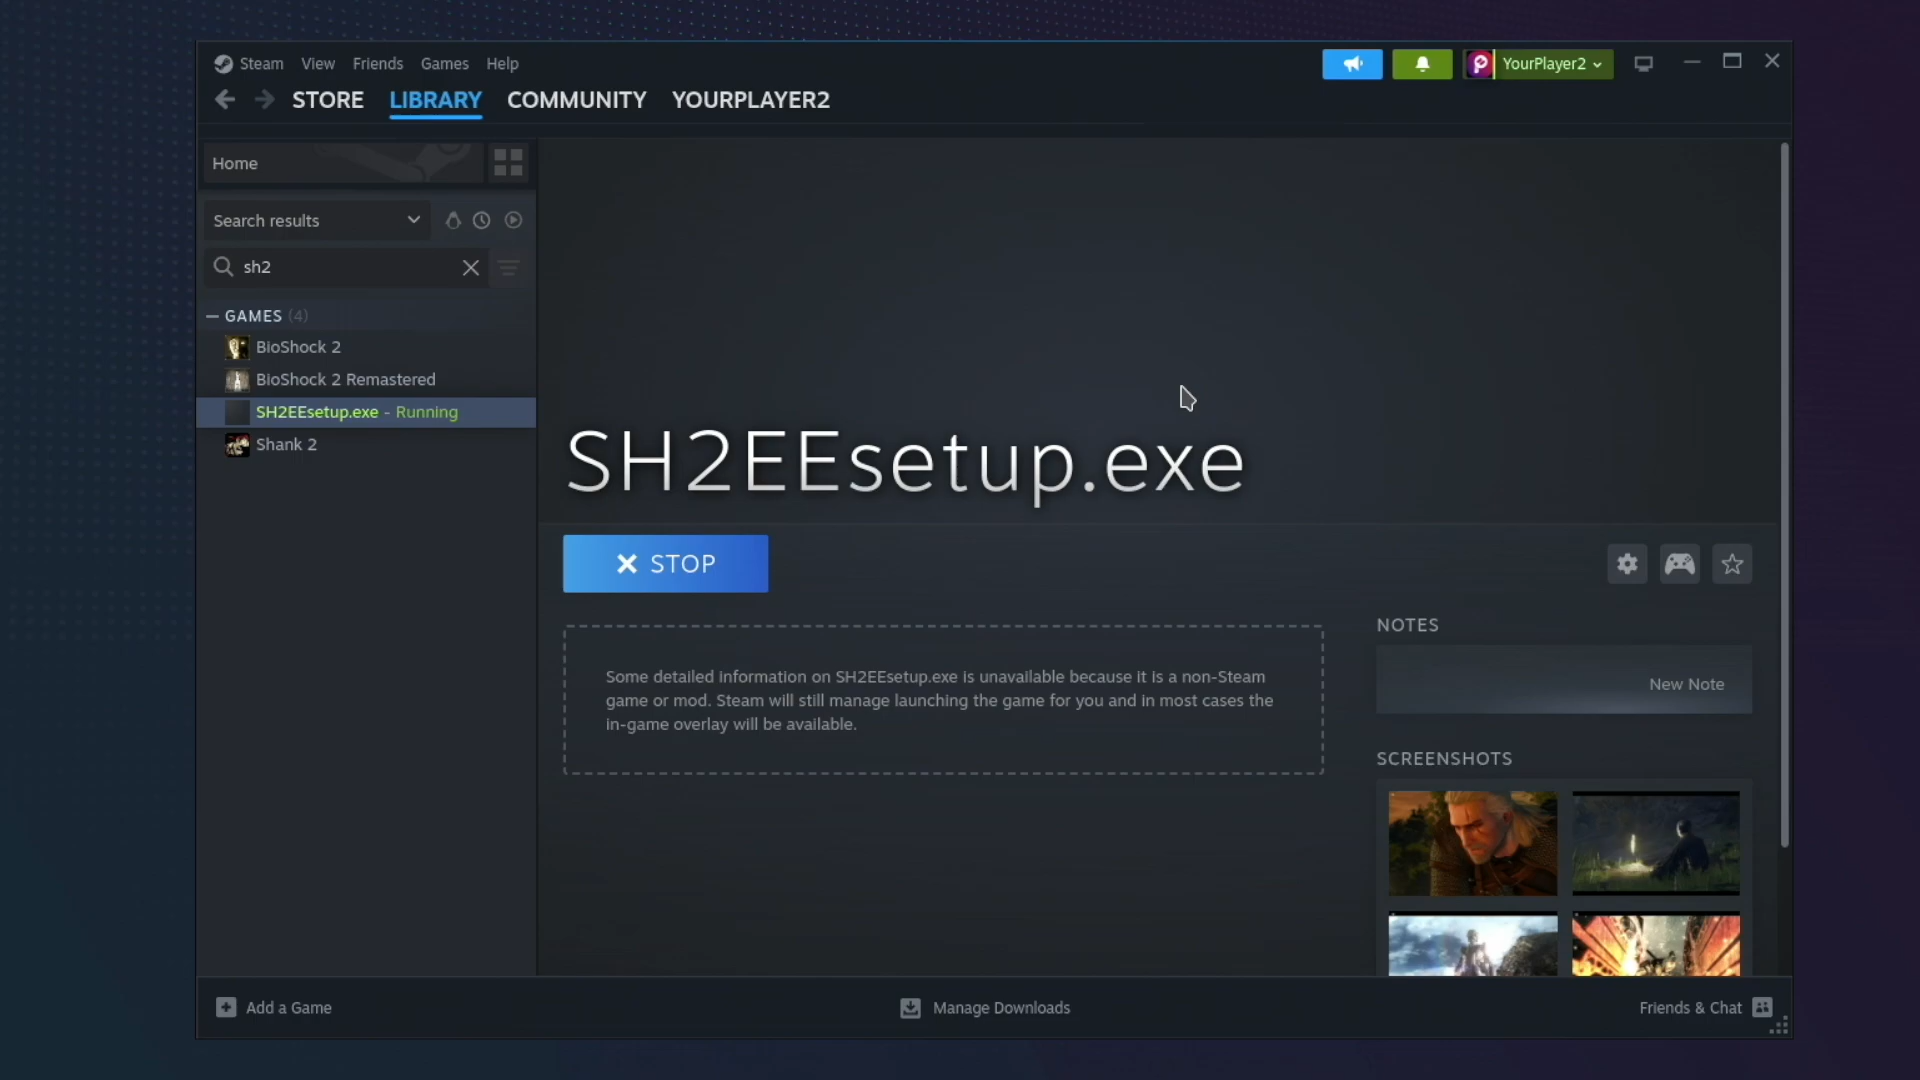 Steam View Friends Games Help
YourPlayer2
STORE LIBRARY COMMUNITY YOURPLAYER2
Home
Search results
sh2
GAMES (4)
BioShock 2
BioShock 2 Remastered
SH2EEsetup.exe - Running
Shank 2
SH2EEsetup.exe
STOP
Some detailed information on SH2EEsetup.exe is unavailable because it is a non-Steam
game or mod. Steam will still manage launching the game for you and in most cases the
in-game overlay will be available.
NOTES
New Note
SCREENSHOTS
Add a Game
Manage Downloads
Friends & Chat